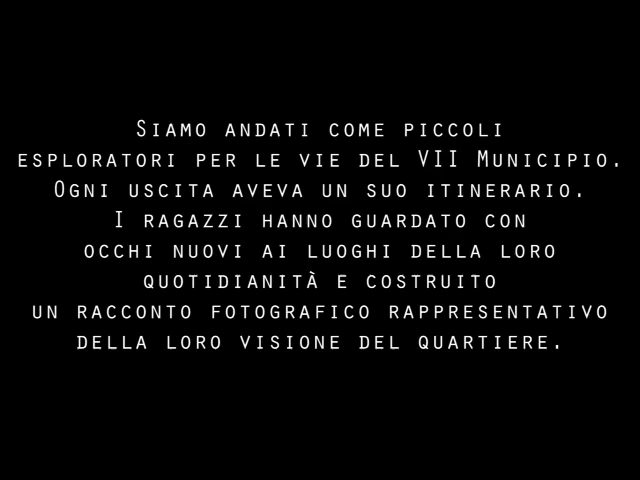 Siamo andati come piccoli
esploratori per le vie del VII Municipio.
Ogni uscita aveva un suo itinerario.
I ragazzi hanno guardato con
occhi nuovi ai luoghi della loro
quotidianità e costruito
un racconto fotografico rappresentativo
della loro visione del quartiere.